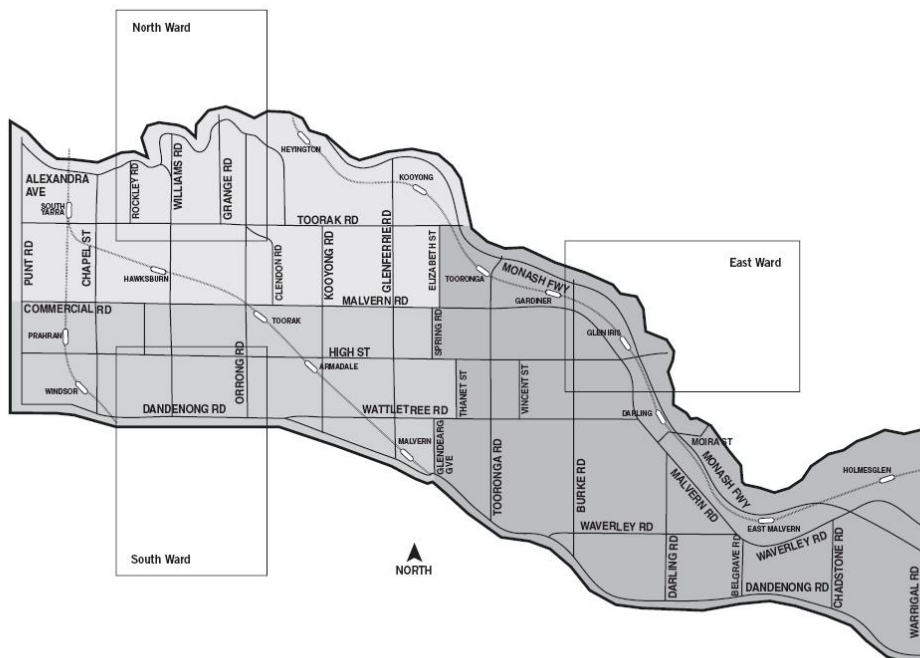 North Ward
HEYINGTON
KOOYONG
ALEXANDRA
AVE
SOUTH
YARRA
ROCKLEY RD
WILLIAMS RD
GRANGE RD
TOORAK RD
PUNT RD
CHAPEL ST
HAWKSBURN
CLENDON RD
KOOYONG RD
GLENFERRIE RD
ELIZABETH ST
TOORONGA
MONASH FWY
GARDINER
East Ward
MALVERN RD
COMMERCIAL RD
TOORAK
SPRING RD
GLEN IRIS
PRAHRAN
HIGH ST
ORRONG RD
ARMADALE
WINDSOR
THANET ST
VINCENT ST
DANDENONG RD
WATTLETREE RD
DARLING
MALVERN
GLENDEARG
GVE
TOORONGA RD
BURKE RD
MOIRA ST
MALVERN RD
MONASH FWY
HOLMESGLEN
WAVERLEY RD
EAST MALVERN
WAVERLEY RD
South Ward
NORTH
DARLING RD
BELGRAVE RD
DANDENONG RD
CHADSTONE RD
WARRIGAL RD